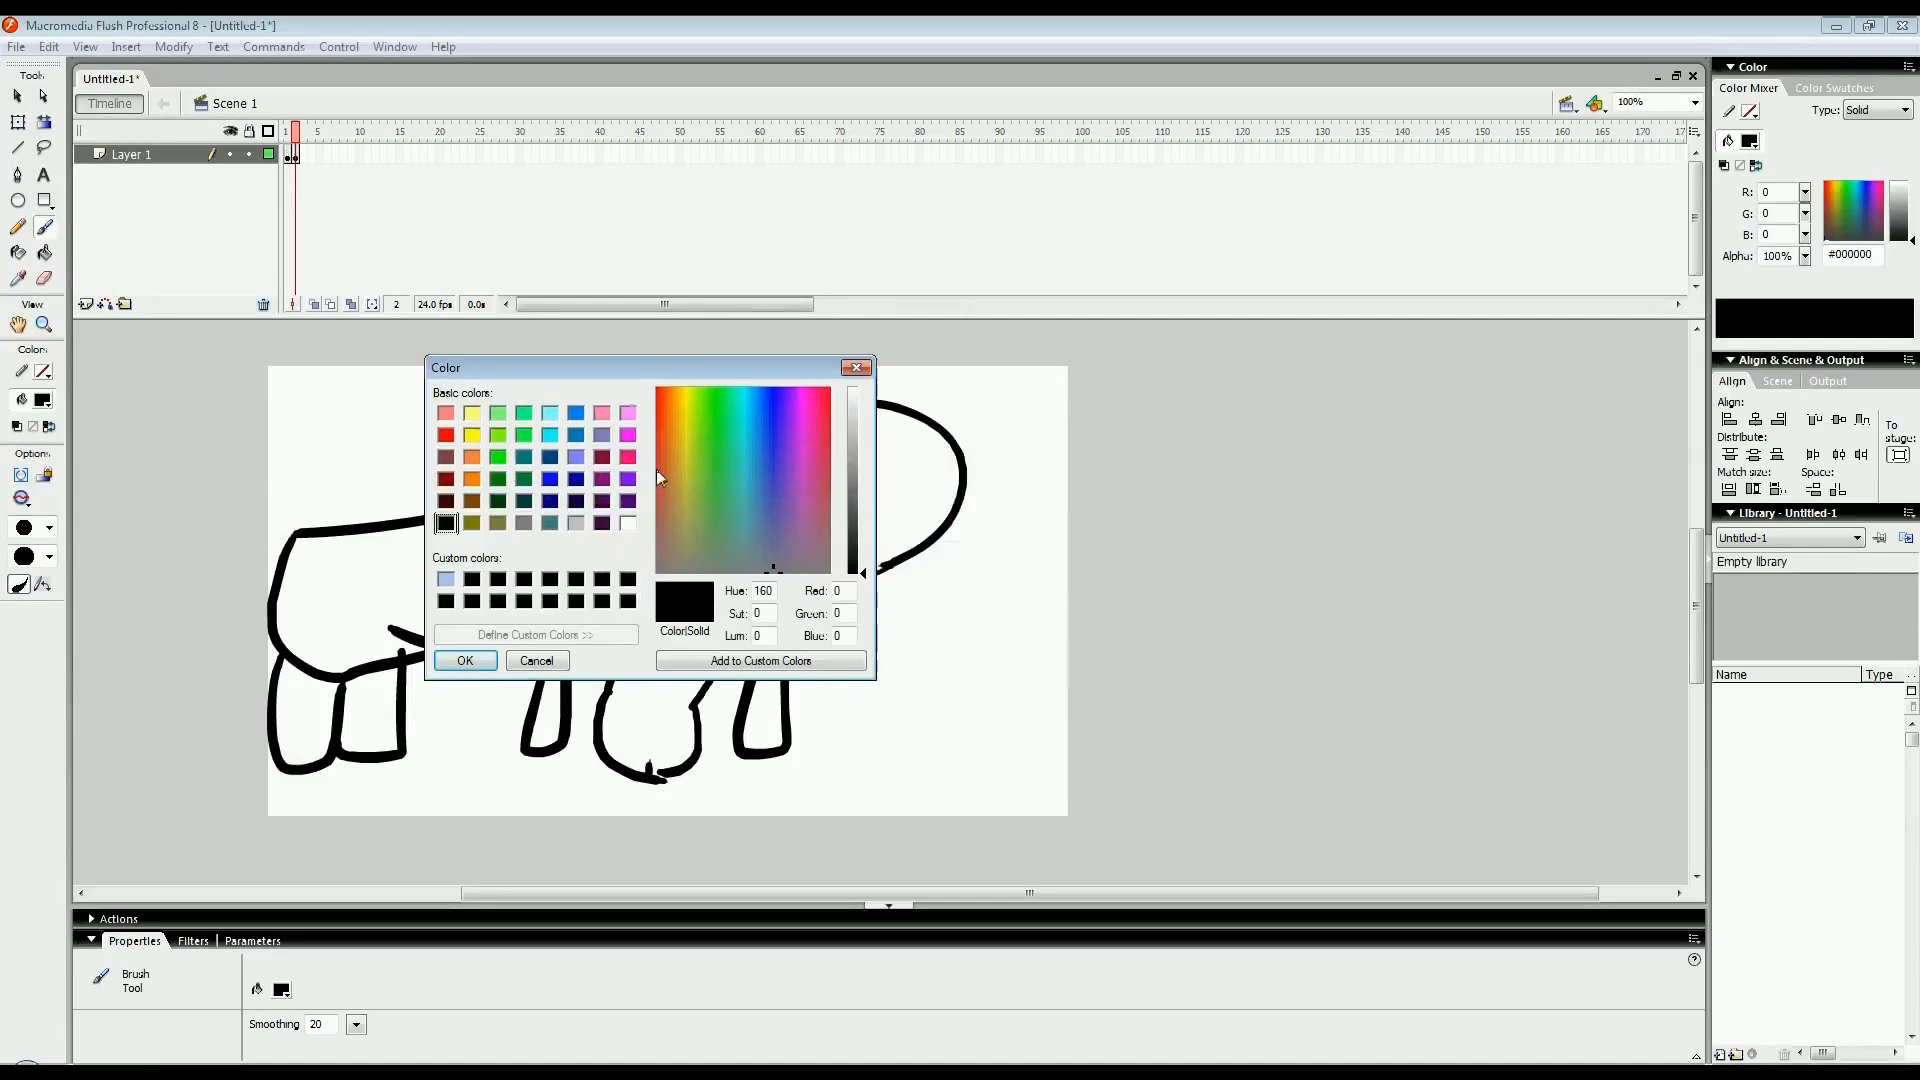 Macromedia Flash Professional 8 - [Untitled-1*]
File Edit View Insert Modify Text Commands Control Window Help
Tools
View
Colors
Options
Untitled-1*
Timeline
Scene 1
100%
1 5 10 15 20 25 30 35 40 45 50 55 60 65 70 75 80 85 90 95 100 105 110 115 120 125 130 135 140 145 150 155 160 165 170 17
Layer 1
2 24.0 fps 0.0s
Color
Basic colors:
Custom colors:
Define Custom Colors >>
OK Cancel
Color|Solid
Hue: 160 Red: 0
Sat: 0 Green: 0
Lum: 0 Blue: 0
Add to Custom Colors
Actions
Properties Filters Parameters
Brush
Tool
Smoothing 20
Color
Color Mixer Color Swatches
Type: Solid
R: 0
G: 0
B: 0
Alpha: 100% #000000
Align & Scene & Output
Align Scene Output
Align:
To
stage:
Distribute:
Match size: Space:
Library - Untitled-1
Untitled-1
Empty library
Name Type